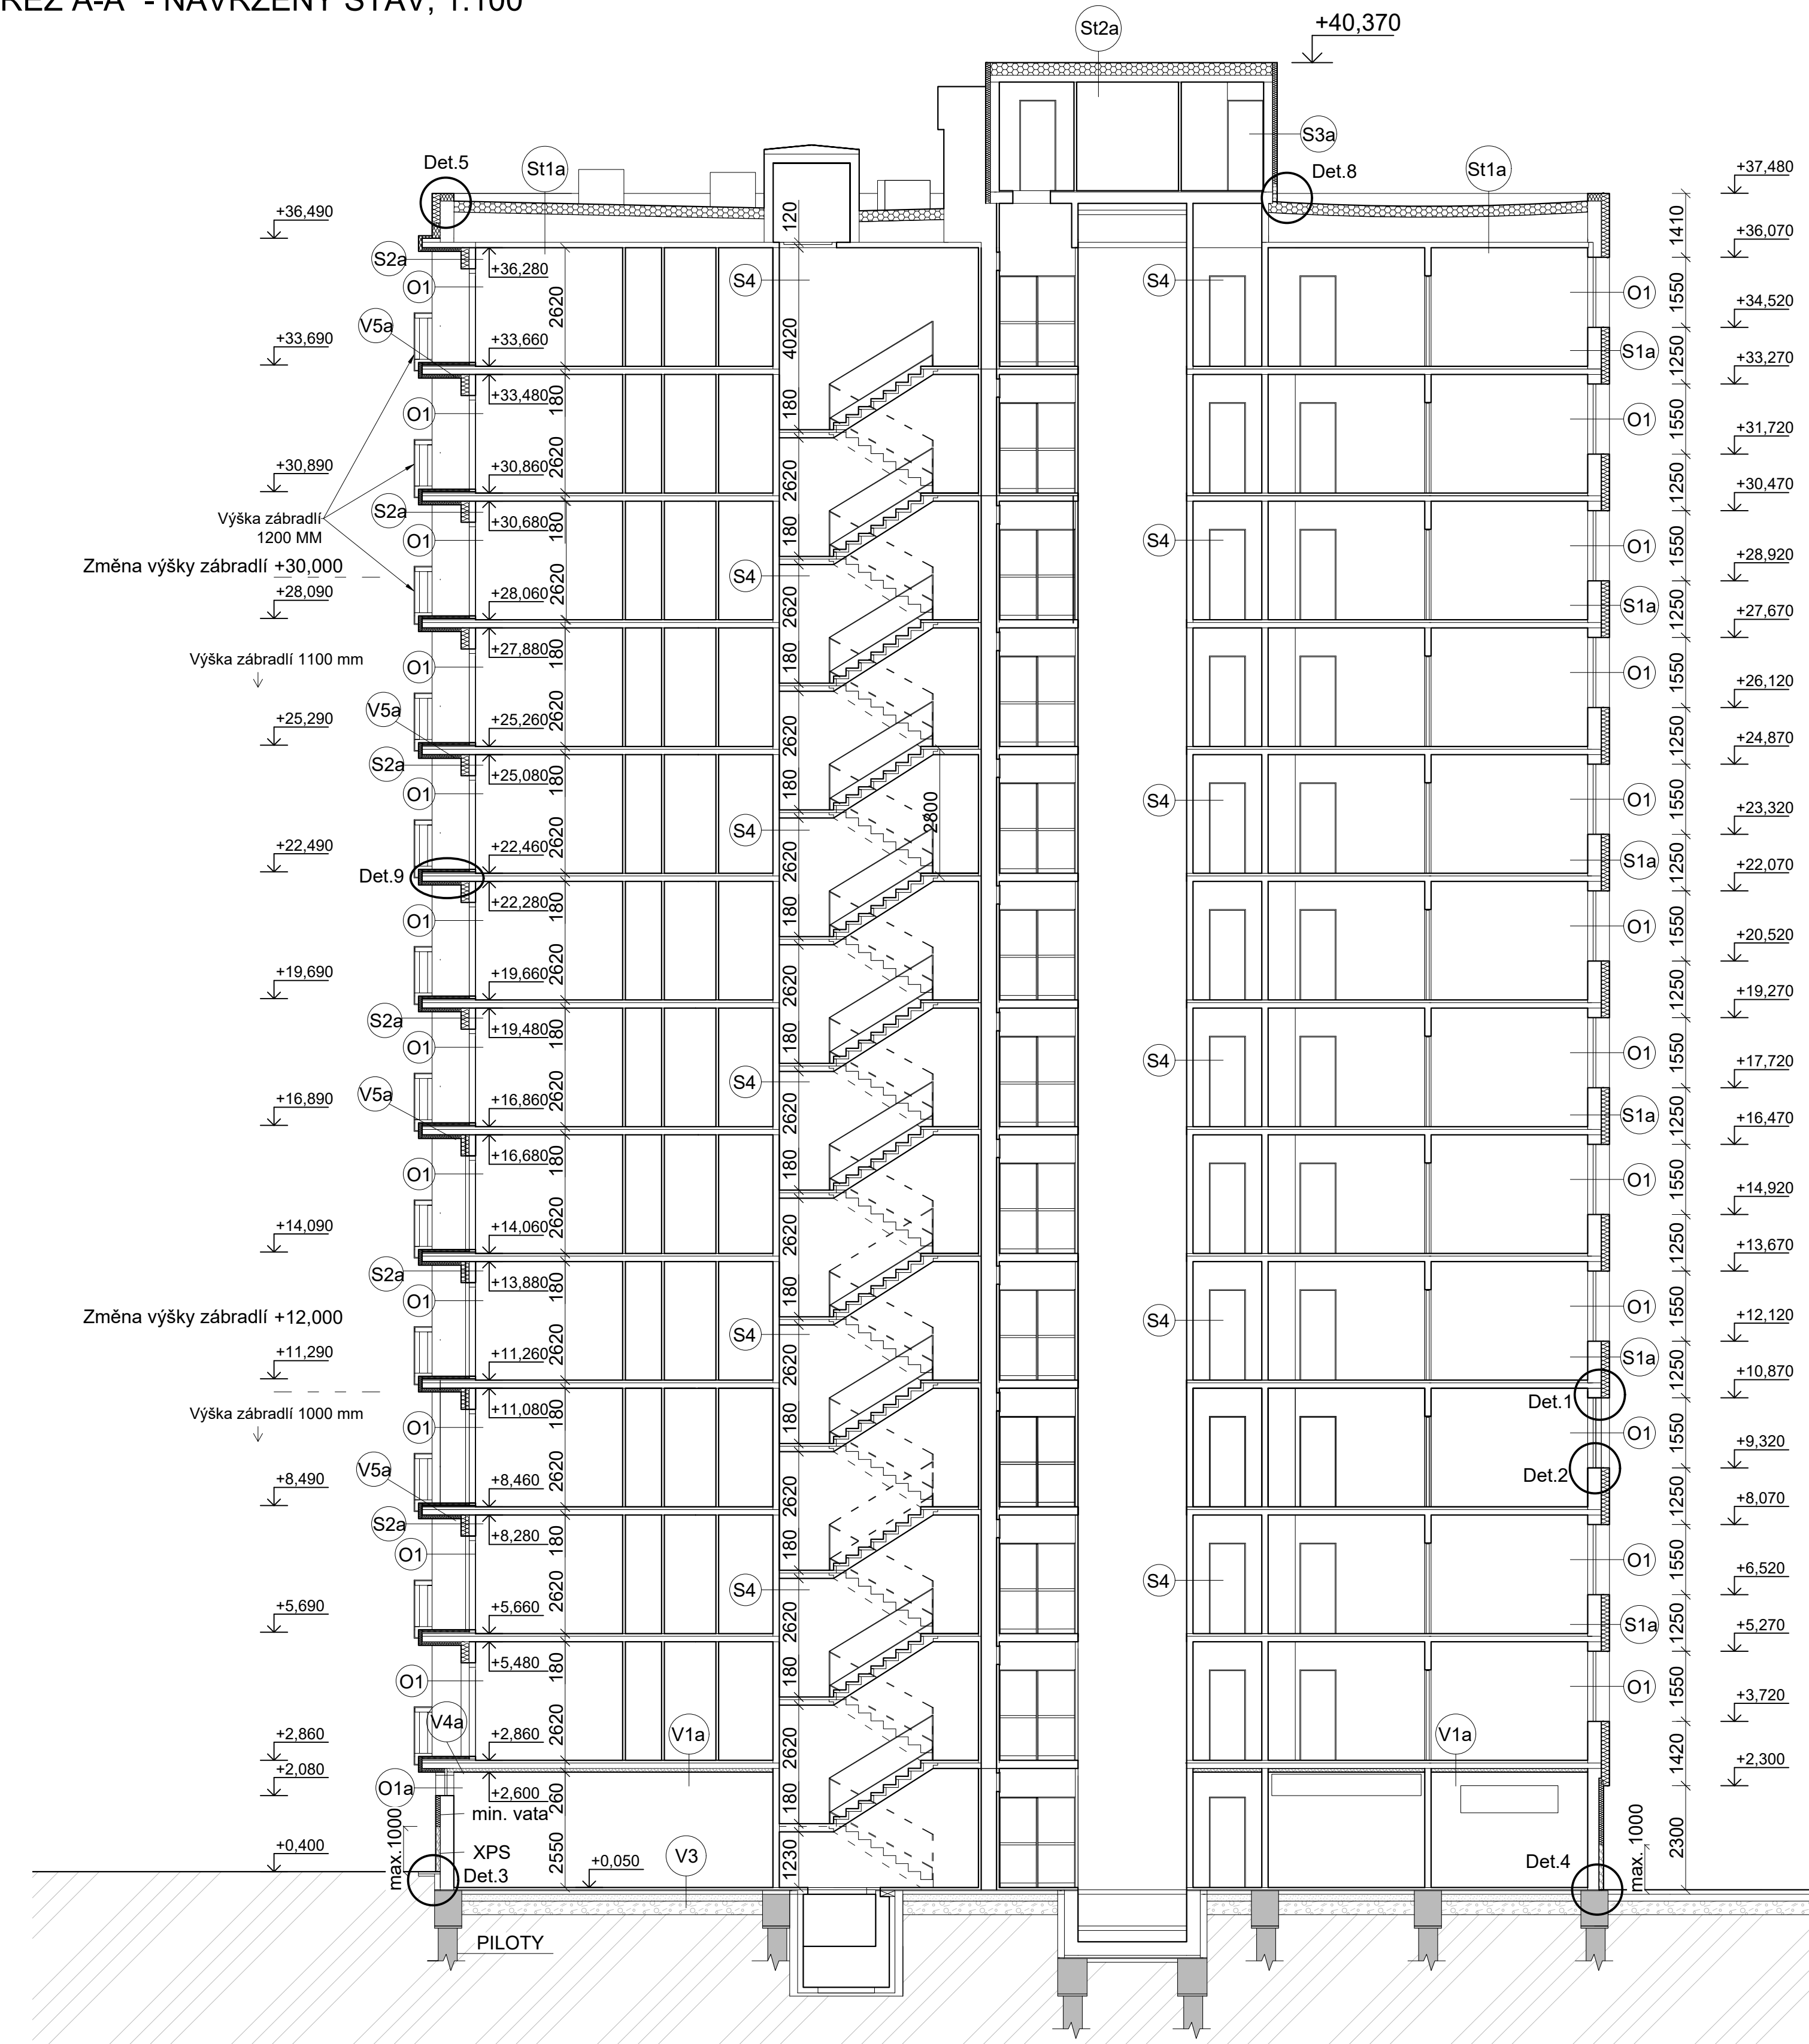 ŘEZ A-A' - NAVRŽENÝ STAV, 1:100
+40,370
St2a
S3a
Det.5
St1a
Det.8
St1a
+37,480
+36,490
120
1410
+36,070
S2a
+36,280
S4
S4
O1
2620
O1
1550
+34,520
V5a
+33,690
+33,660
4020
S1a
1250
+33,270
+33,480
180
180
O1
O1
1550
+31,720
+30,890
+30,860
2620
2620
1250
+30,470
S2a
Výška zábradlí
1200 MM
+30,680
180
180
O1
S4
O1
1550
+28,920
Změna výšky zábradlí +30,000
S4
+28,090
+28,060
2620
2620
S1a
1250
+27,670
+27,880
180
180
Výška zábradlí 1100 mm
O1
O1
1550
+26,120
V5a
+25,290
+25,260
2620
2620
1250
+24,870
S2a
+25,080
180
180
O1
2800
S4
O1
1550
+23,320
S4
+22,490
+22,460
2620
2620
S1a
1250
+22,070
Det.9
+22,280
180
180
O1
O1
1550
+20,520
+19,690
+19,660
2620
2620
1250
+19,270
S2a
+19,480
180
180
O1
S4
O1
1550
+17,720
V5a
S4
+16,890
+16,860
2620
2620
S1a
1250
+16,470
+16,680
180
180
O1
O1
1550
+14,920
+14,090
+14,060
2620
2620
1250
+13,670
S2a
+13,880
180
180
O1
O1
1550
+12,120
Změna výšky zábradlí +12,000
S4
S4
+11,290
+11,260
2620
2620
S1a
1250
+10,870
+11,080
180
180
Det.1
Výška zábradlí 1000 mm
O1
O1
1550
+9,320
V5a
Det.2
+8,490
+8,460
2620
2620
1250
+8,070
S2a
+8,280
180
180
O1
S4
S4
O1
1550
+6,520
+5,690
+5,660
2620
2620
S1a
1250
+5,270
+5,480
180
180
O1
O1
1550
+3,720
V4a
V1a
V1a
+2,860
+2,860
2620
2620
1420
+2,300
+2,080
O1a
+2,600
260
180
min. vata
max.1000
XPS
+0,400
2550
+0,050
V3
1230
Det.3
Det.4
max.1000
2300
PILOTY